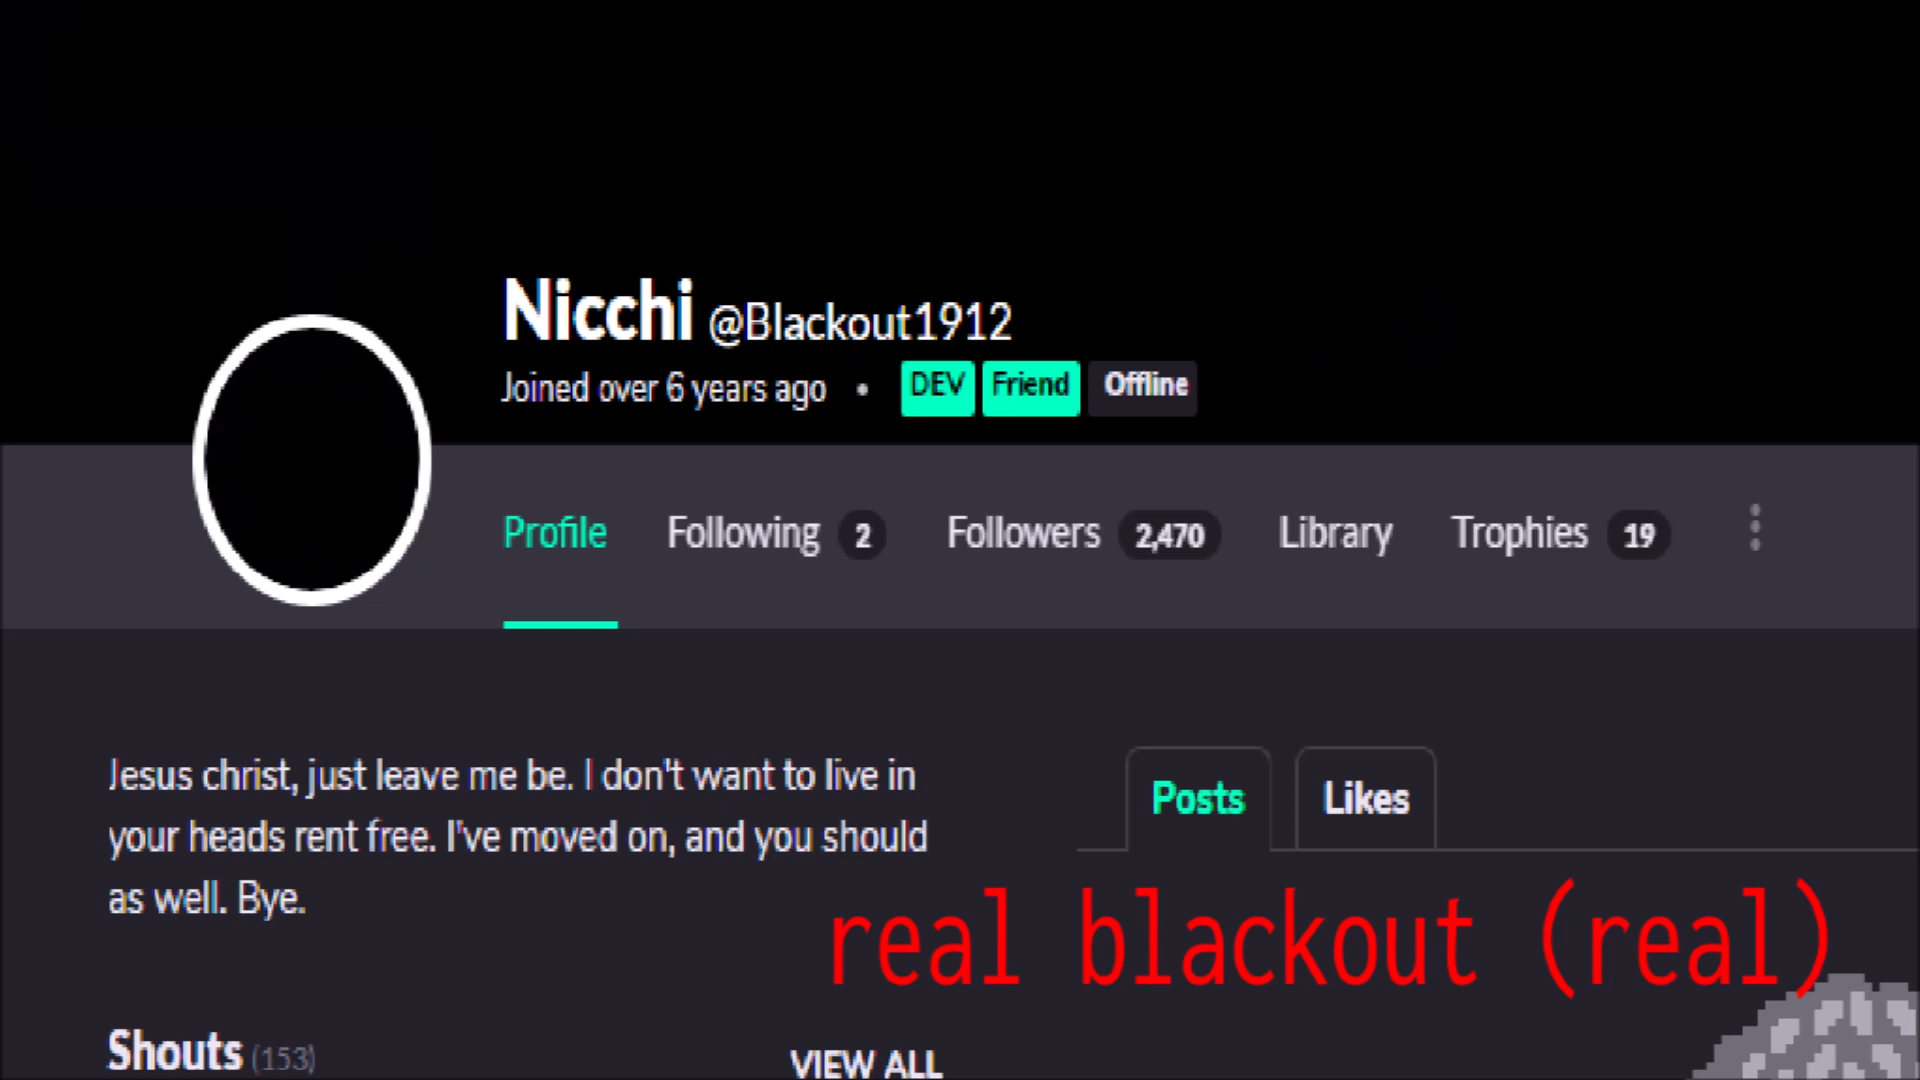 Nicchi @Blackout1912
Joined over 6 years ago • DEV Friend Offline
Profile Following 2 Followers 2,470 Library Trophies 19
Jesus christ, just leave me be. I don't want to live in
your heads rent free. I've moved on, and you should
as well. Bye.
Posts Likes
real blackout (real)
Shouts (153) VIEW ALL